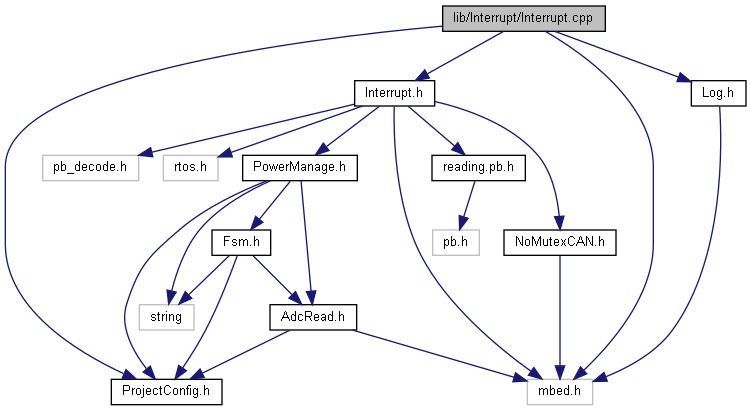 lib/Interrupt/Interrupt.cpp
Interrupt.h
Log.h
pb_decode.h
rtos.h
PowerManage.h
reading.pb.h
Fsm.h
pb.h
NoMutexCAN.h
string
AdcRead.h
ProjectConfig.h
mbed.h